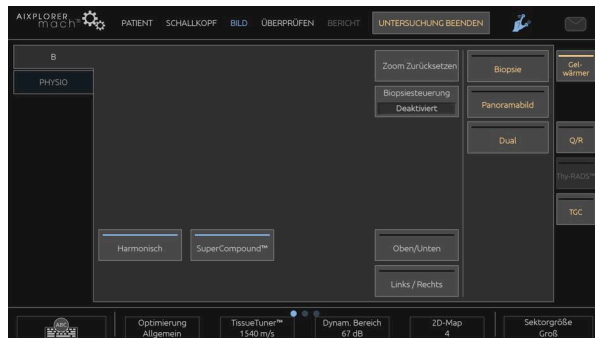 AIXPLORER
mach
PATIENT SCHALLKOPF BILD ÜBERPRÜFEN BERICHT UNTERSUCHUNG BEENDEN
B
PHYSIO
Zoom Zurücksetzen
Biopsiesteuerung
Deaktiviert
Biopsie
Panoramabild
Dual
Gel-
wärmer
Q/R
Thy-RADS™
TGC
Harmonisch
SuperCompound™
Oben/Unten
Links / Rechts
ABC
Optimierung
Allgemein
TissueTuner™
1540 m/s
Dynam. Bereich
67 dB
2D-Map
4
Sektorgröße
Groß